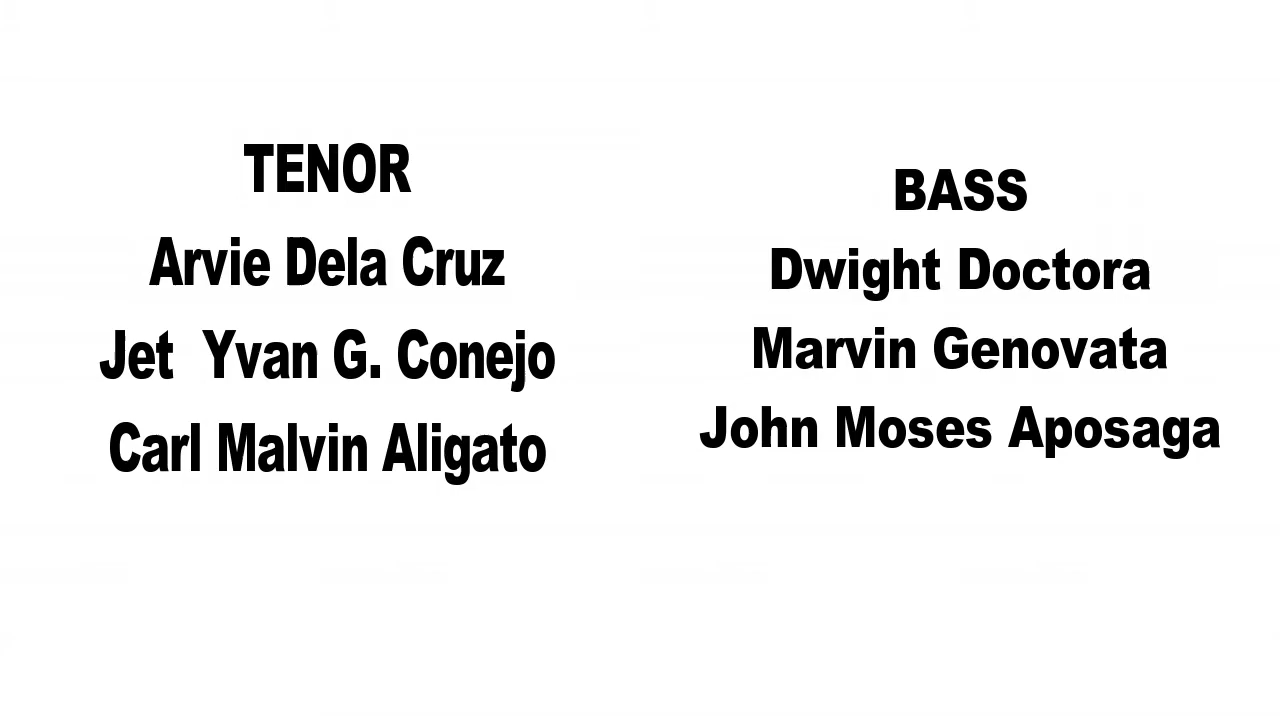 TENOR
Arvie Dela Cruz
Jet  Yvan G. Conejo
Carl Malvin Aligato
BASS
Dwight Doctora
Marvin Genovata
John Moses Aposaga